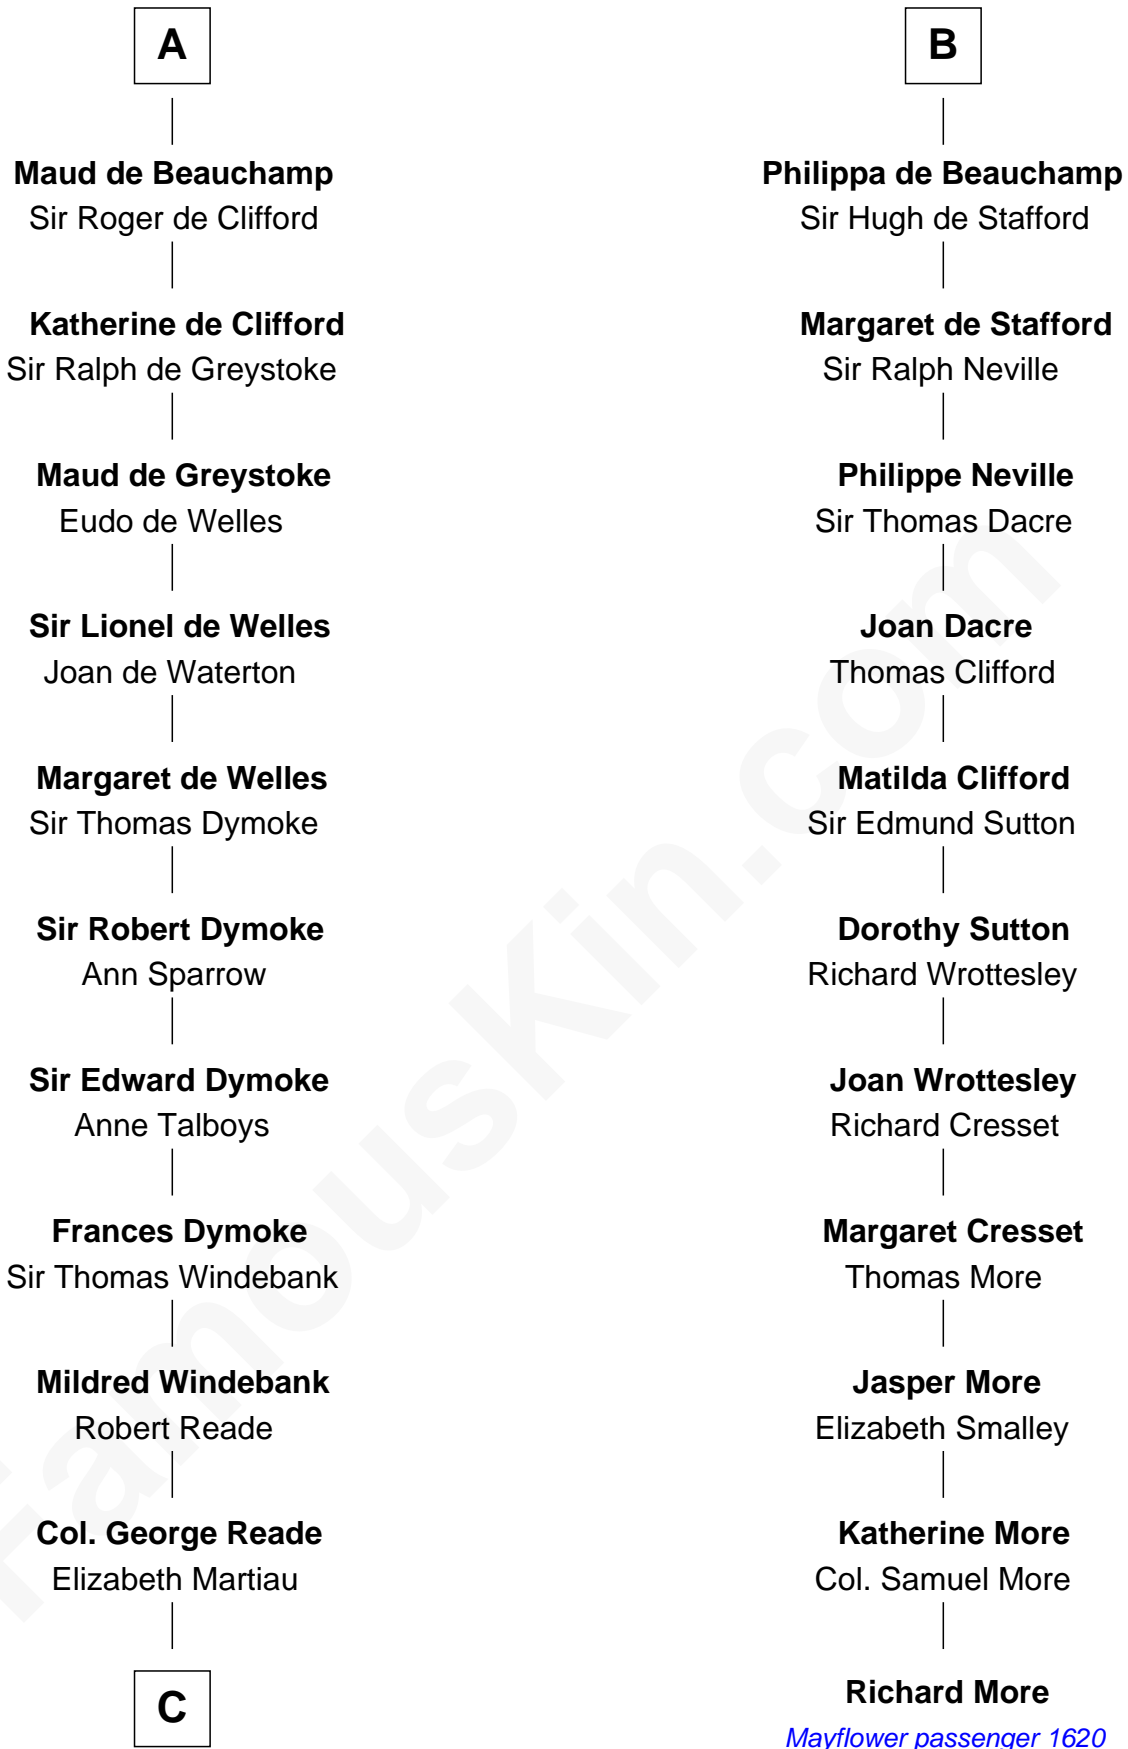 A
Maud de Beauchamp
Sir Roger de Clifford
Katherine de Clifford
Sir Ralph de Greystoke
Maud de Greystoke
Eudo de Welles
Sir Lionel de Welles
Joan de Waterton
Margaret de Welles
Sir Thomas Dymoke
Sir Robert Dymoke
Ann Sparrow
Sir Edward Dymoke
Anne Talboys
Frances Dymoke
Sir Thomas Windebank
Mildred Windebank
Robert Reade
Col. George Reade
Elizabeth Martiau
C
B
Philippa de Beauchamp
Sir Hugh de Stafford
Margaret de Stafford
Sir Ralph Neville
Philippe Neville
Sir Thomas Dacre
Joan Dacre
Thomas Clifford
Matilda Clifford
Sir Edmund Sutton
Dorothy Sutton
Richard Wrottesley
Joan Wrottesley
Richard Cresset
Margaret Cresset
Thomas More
Jasper More
Elizabeth Smalley
Katherine More
Col. Samuel More
Richard More
Mayflower passenger 1620
FamousKin.com